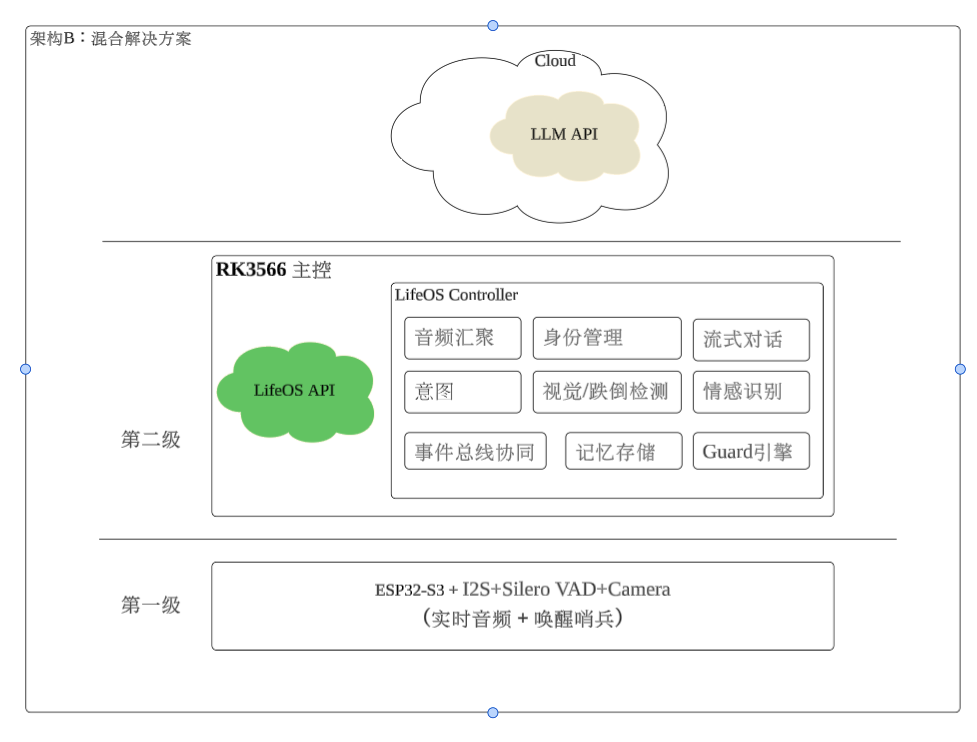 架构B：混合解决方案
Cloud
LLM API
RK3566 主控
LifeOS Controller
音频汇聚
身份管理
流式对话
LifeOS API
意图
视觉/跌倒检测
情感识别
第二级
事件总线协同
记忆存储
Guard引擎
ESP32-S3 + I2S+Silero VAD+Camera
第一级
（实时音频 + 唤醒哨兵）